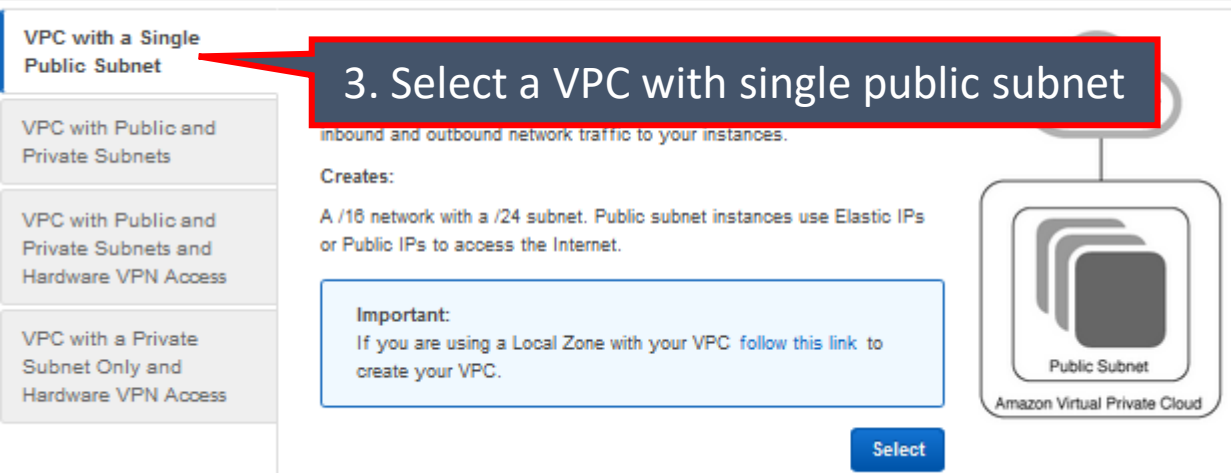 VPC with a Single
Public Subnet
3. Select a VPC with single public subnet
VPC with Public and
Private Subnets
VPC with Public and
Private Subnets and
Hardware VPN Access
VPC with a Private
Subnet Only and
Hardware VPN Access
inbound and outbound network traffic to your instances.
Creates:
A /16 network with a /24 subnet. Public subnet instances use Elastic IPs
or Public IPs to access the Internet.
Important:
If you are using a Local Zone with your VPC follow this link to
create your VPC.
Select
Public Subnet
Amazon Virtual Private Cloud